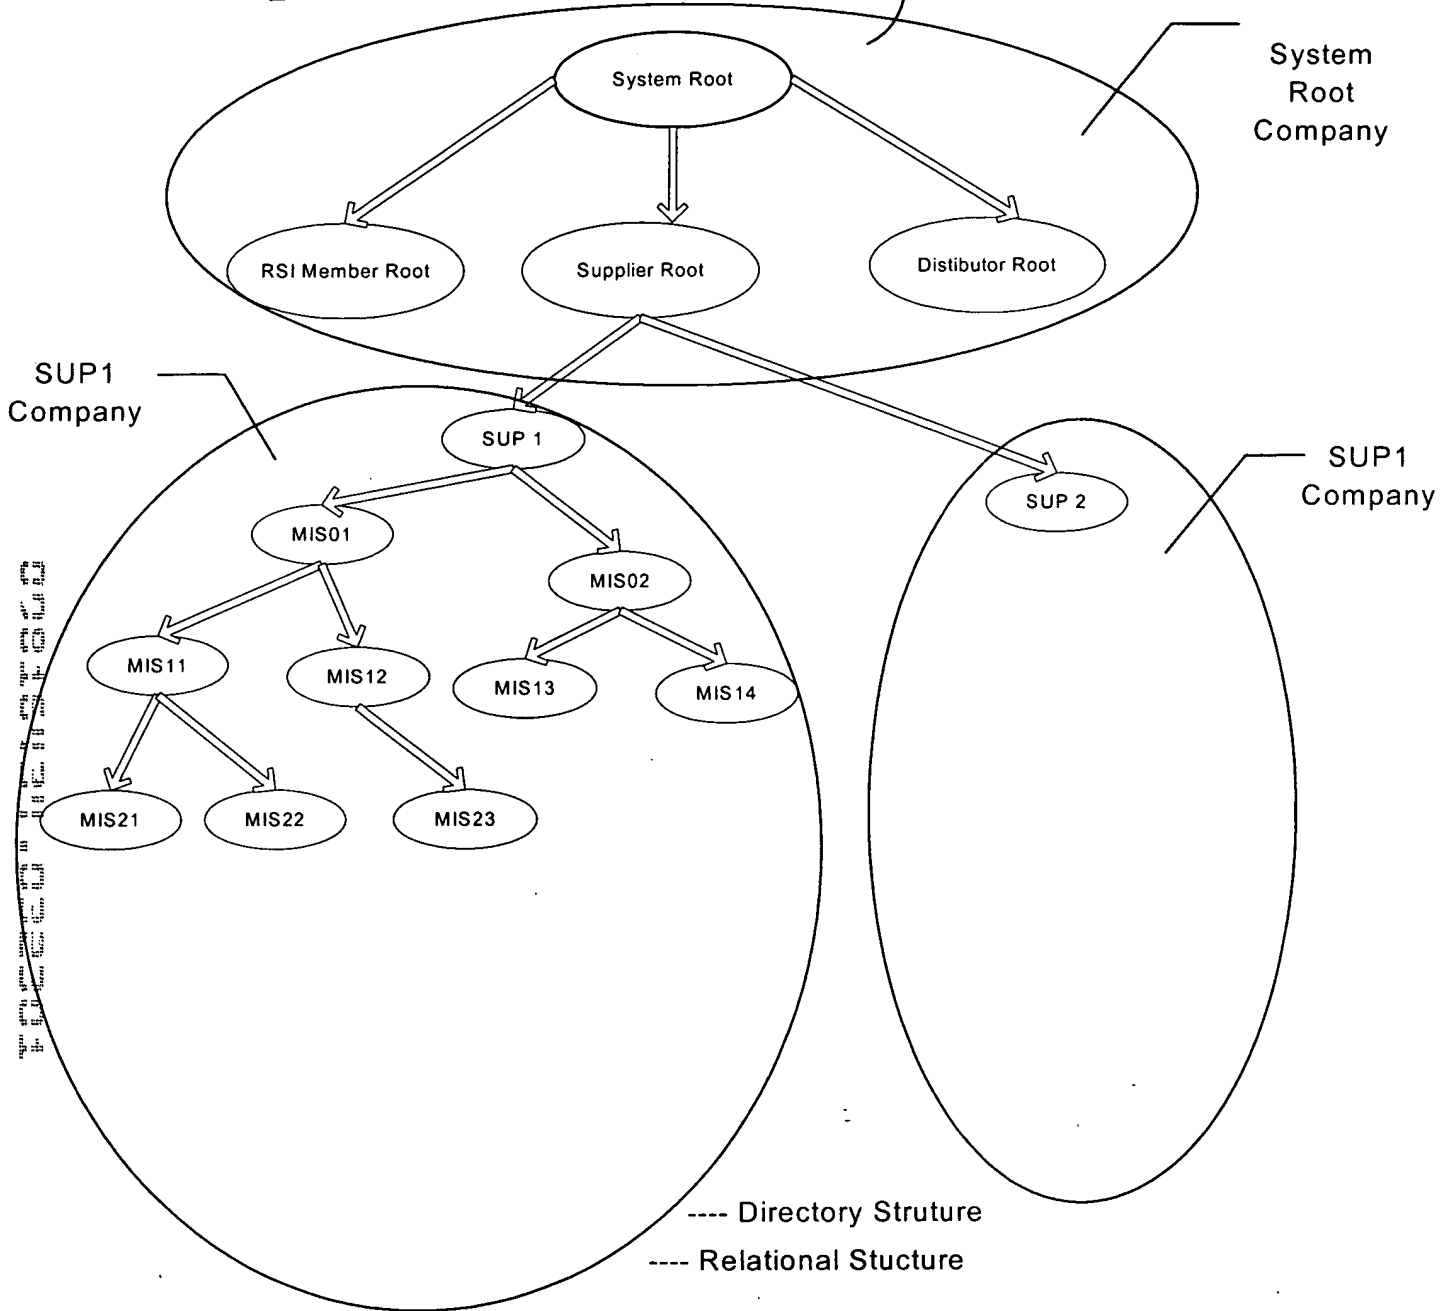 System Root
System
Root
Company
RSI Member Root
Supplier Root
Distibutor Root
SUP1
Company
SUP 1
SUP1
Company
SUP 2
MIS01
MIS02
MIS11
MIS12
MIS13
MIS14
MIS21
MIS22
MIS23
---- Directory Struture
---- Relational Stucture